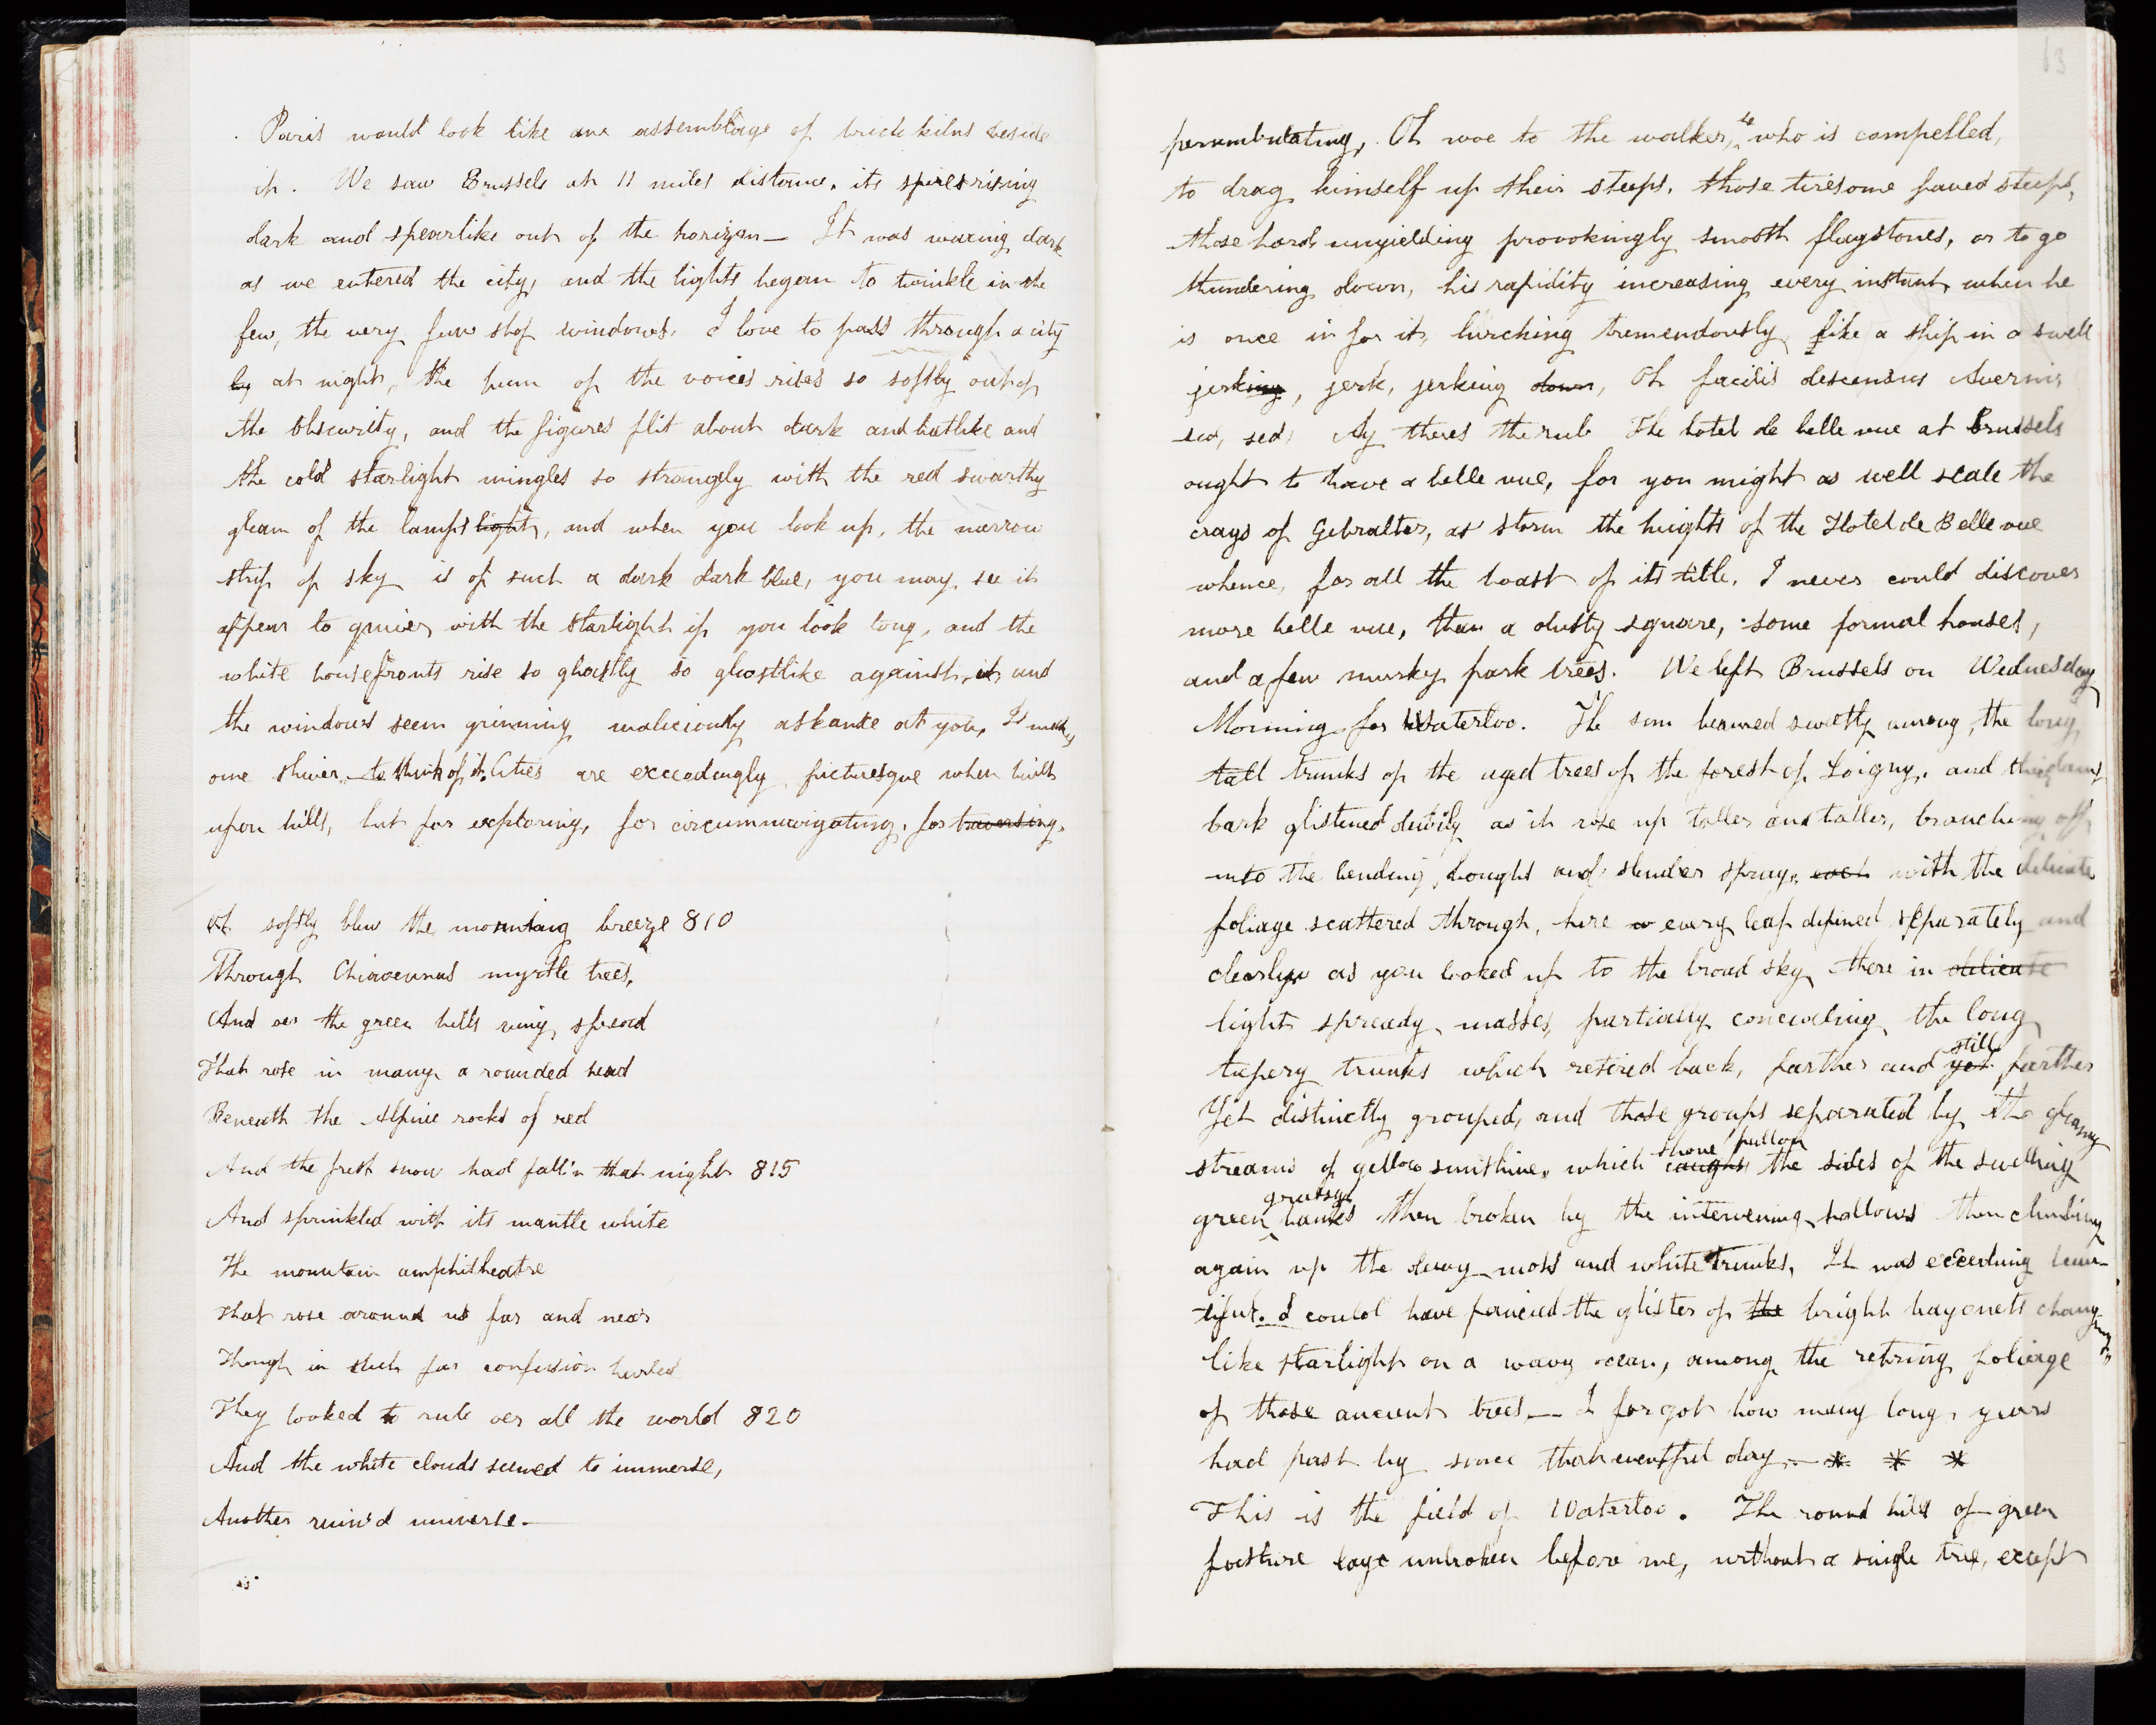 Paris would look like an assemblage of brick kilns beside
it. We saw Brussels at 11 miles distance, its spires rising
dark and spearlike out of the horizon— It was waxing dark
as we entered the city, and the lights began to twinkle in the
few, the very few shop windows. I love to pass through a city
by at night, the hum of the voices rises so softly out of
the obscurity, and the figures flit about dark and batlike and
the cold starlight mingles so strangely with the red swarthy
gleam of the lamps light, and when you look up, the narrow
strip of sky is of such a dark dark blue, you may see it
appear to quiver with the starlight if you look long, and the
white housefronts rise so ghastly so ghostlike against it and
the windows seem grinning maliciously askance at you, It makes
one shiver to think of it. Cities are exceedingly picturesque when built
upon hills, but for exploring, for circumnavigating, for traversing,
softly blew the morning breeze 810
Through Chiavennas myrtle trees,
And oer the green hills ruing spread
That rose in many a rounded head
Beneath the Alpine rocks of red
And the first snow had fall'n that night 815
And sprinkled with its mantle white
The mountain amphitheatre
That rose around us far and near
Though in such far confusion hurled
They looked to rule oer all the world 820
And the white clouds seemed to immerse,
Another ruin'd universe—
63
perambulating, Oh woe to the walker, who is compelled,
to drag himself up their steeps, those tiresome paved steeps,
those hard unyielding provokingly smooth flagstones, or to go
thundering down, his rapidity increasing every instant, when he
is once in for it, lurching tremendously like a ship in a swell
jerking, jerk, jerking down, Oh facilis descensus Averni
sed, sed, Ay theres the rub The hotel de belle vue at Brussels
ought to have a belle vue, for you might as well scale the
crags of Gebralter, as storm the heights of the Hotel de Belle vue
whence, for all the boast of its title, I never could discover
more belle vue, than a dusty square, some formal houses,
and a few murky park trees. We left Brussels on Wednesday
Morning for Waterloo. The sun beamed sweetly among the long
tall trunks of the aged trees of the forest of Soigny, and their damp
bark glistened dewily as it rose up taller and taller, branching off
into the bending boughs and slender spray, each with the delicate
foliage scattered through, here every leaf defined separately and
clearly as you looked up to the broad sky there in delicate
light spready masses, partially concealing the long
tapery trunks which retired back, farther and yet still farther
Yet distinctly grouped, and those groups separated by the glassy
streams of yellow sunshine, which caught shone full on the sides of the swelling
green grassy banks then broken by the intervening hollows then climbing
again up the dewy moss and white trunks. It was exceeding beau-
tiful. I could have fancied the glister of the bright bayonets changing
like starlight on a wavy ocean, among the retiring foliage
of those ancient trees.— I forgot how many long years
had past by since that eventful day.— * * *
This is the field of Waterloo. The round hills of green
pasture laye unbroken before me, without a single tree, except